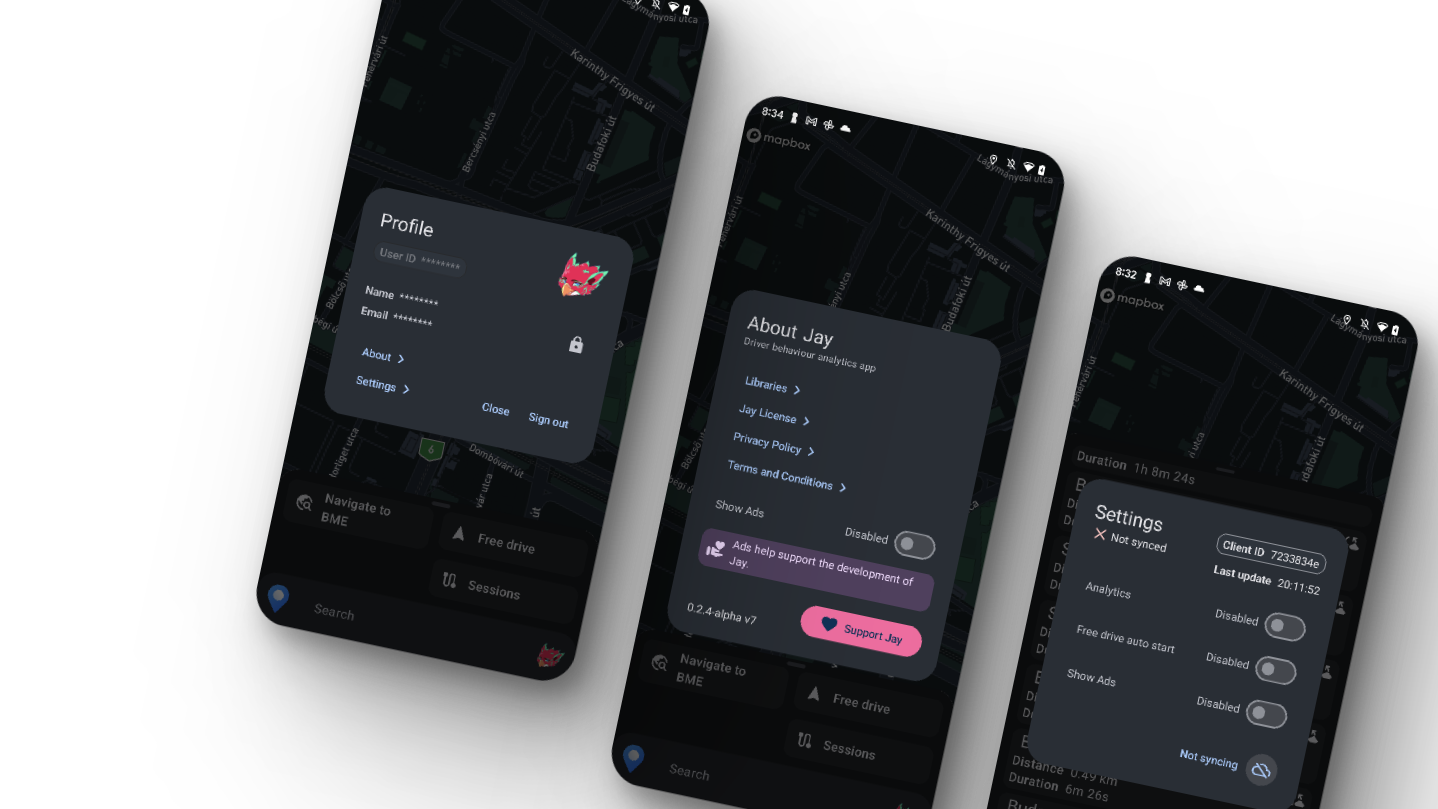 Lágymányosi utca
Karinthy Frigyes út
Fehérvári út
Bercsényi utca
Budafoki út
Profile
User ID ********
Name ********
Email ********
About
Settings
Close
Sign out
6
Dombóvári út
Navigate to
BME
Free drive
Sessions
Search
8:34
mapbox
Lágymányosi utca
Karinthy Frigyes út
Fehérvári út
Budafoki út
About Jay
Driver behaviour analytics app
Libraries
Jay License
Privacy Policy
Terms and Conditions
Show Ads
Disabled
Ads help support the development of
Jay.
0.2.4-alpha v7
Support Jay
Navigate to
BME
Free drive
Sessions
Search
8:32
mapbox
Lágymányosi utca
Karinthy Frigyes út
Fehérvári út
utca
Duration 1h 8m 24s
Settings
Not synced
Client ID 7233834e
Last update 20:11:52
Analytics
Disabled
Free drive auto start
Disabled
Show Ads
Disabled
Not syncing
Distance 0.49 km
Duration 6m 26s